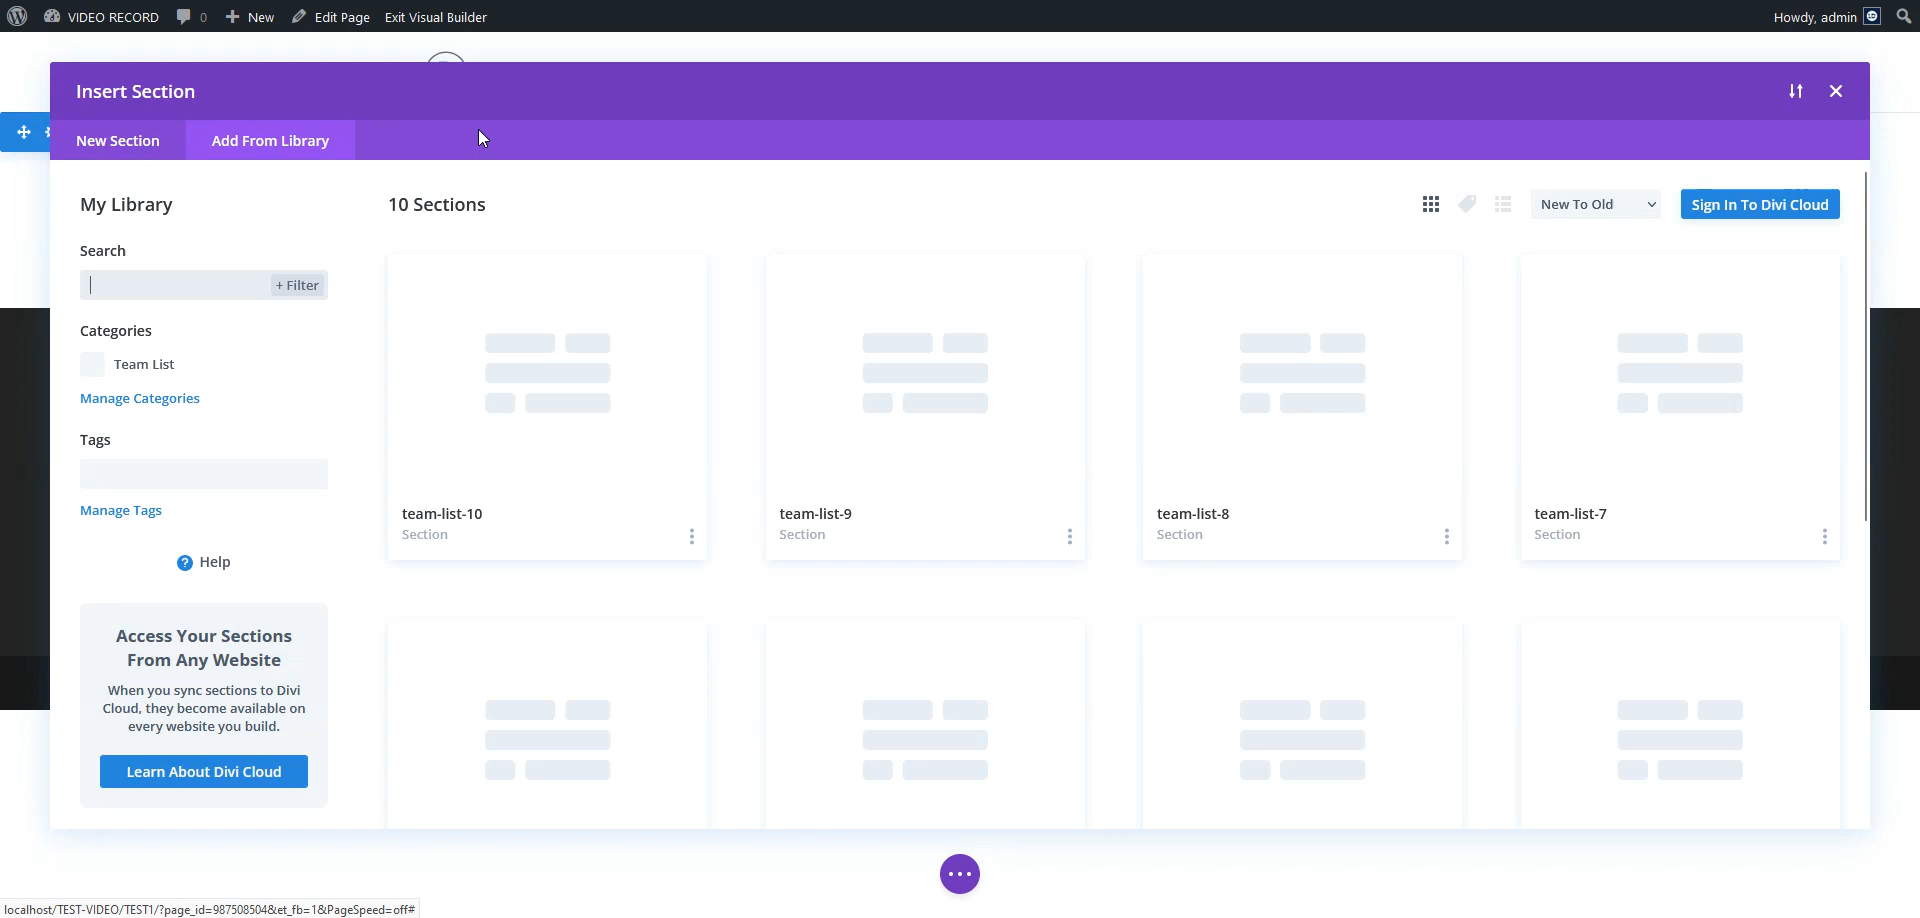 VIDEO RECORD
0
New
Edit Page
Exit Visual Builder
Howdy, admin
Insert Section
New Section
Add From Library
My Library
10 Sections
New To Old
Sign In To Divi Cloud
Search
+ Filter
Categories
Team List
Manage Categories
Tags
Manage Tags
? Help
team-list-10
Section
team-list-9
Section
team-list-8
Section
team-list-7
Section
Access Your Sections
From Any Website
When you sync sections to Divi
Cloud, they become available on
every website you build.
Learn About Divi Cloud
localhost/TEST-VIDEO/TEST1/?page_id=987508504&et_fb=1&PageSpeed=off#